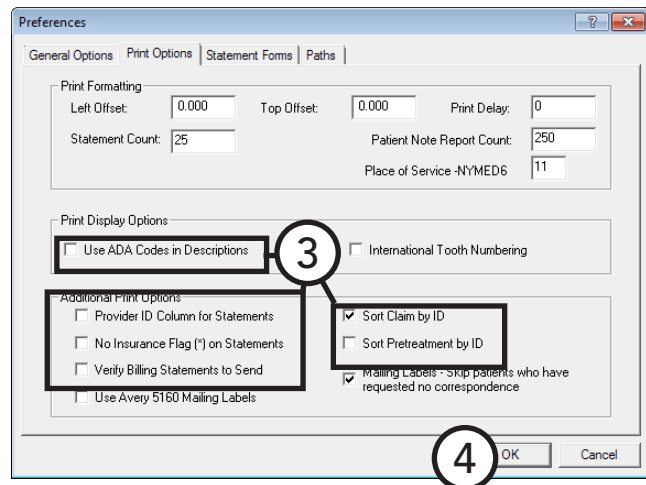 Preferences
General Options Print Options Statement Forms Paths
Print Formatting
Left Offset: 0.000 Top Offset: 0.000 Print Delay: 0
Statement Count: 25 Patient Note Report Count: 250
Place of Service -NYMED6 11
Print Display Options
Use ADA Codes in Descriptions 3 International Tooth Numbering
Additional Print Options
Provider ID Column for Statements Sort Claim by ID
No Insurance Flag (*) on Statements Sort Pretreatment by ID
Verify Billing Statements to Send Mailing Labels - Skip patients who have
requested no correspondence
Use Avery 5160 Mailing Labels
4 OK Cancel